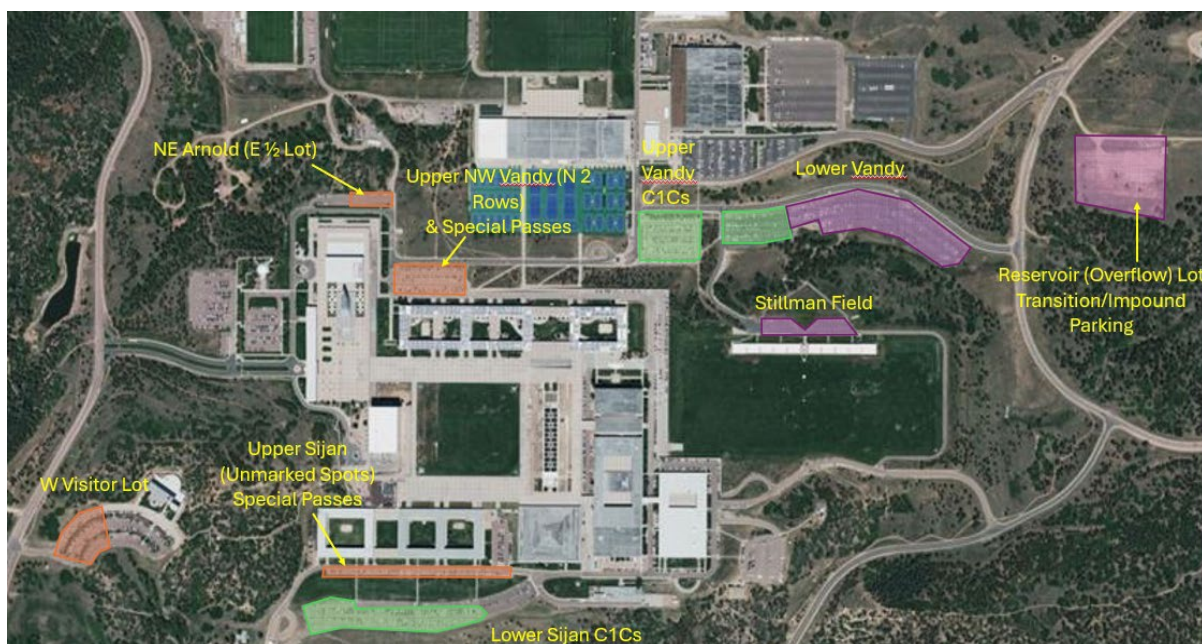 NE Arnold (E ½ Lot)
Upper NW Vandy (N 2
Rows)
& Special Passes
Upper
Vandy
C1Cs
Lower Vandy
Reservoir (Overflow) Lot
Transition/Impound
Parking
Stillman Field
Upper Sijan
(Unmarked Spots)
Special Passes
W Visitor Lot
Lower Sijan C1Cs